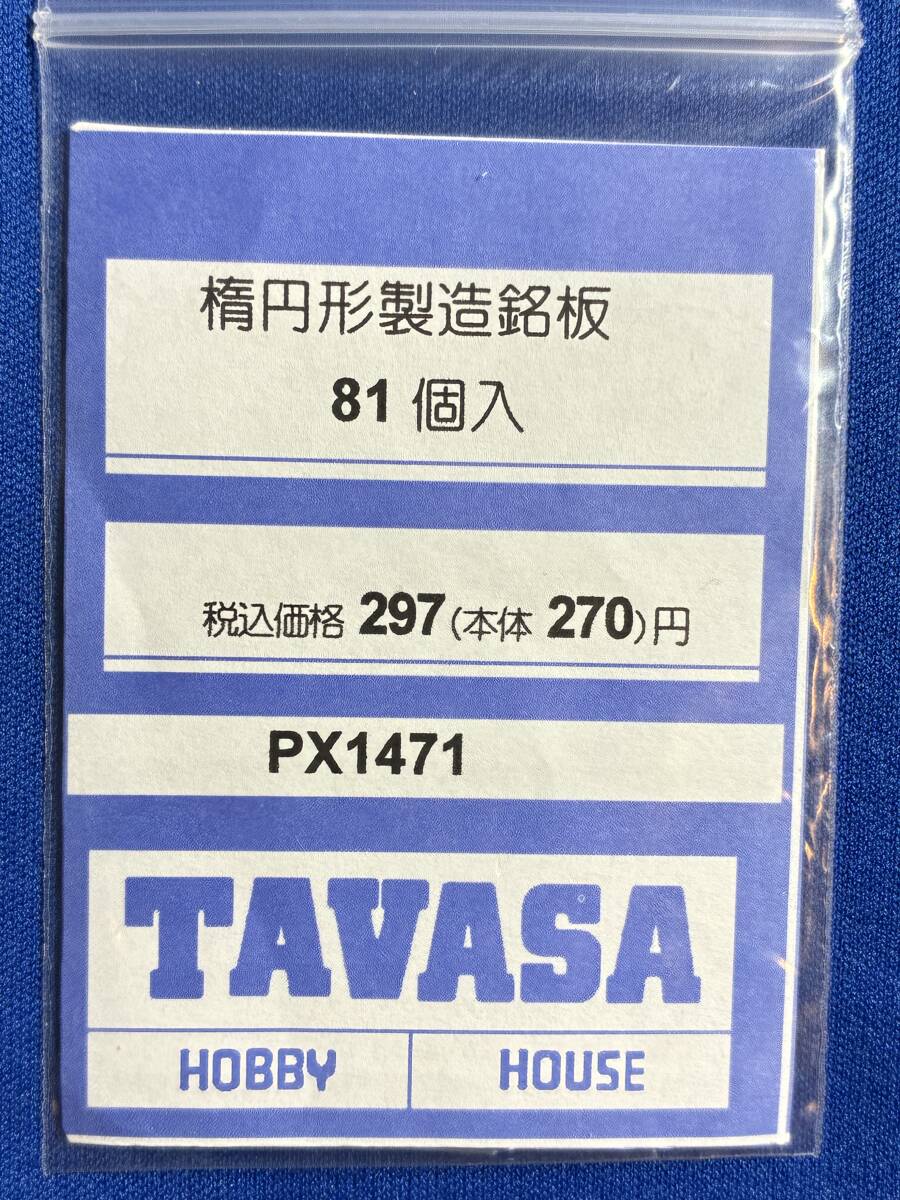 楕円形製造銘板
81 個入
税込価格 297 (本体 270) 円
PX1471
TAVASA
HOBBY HOUSE